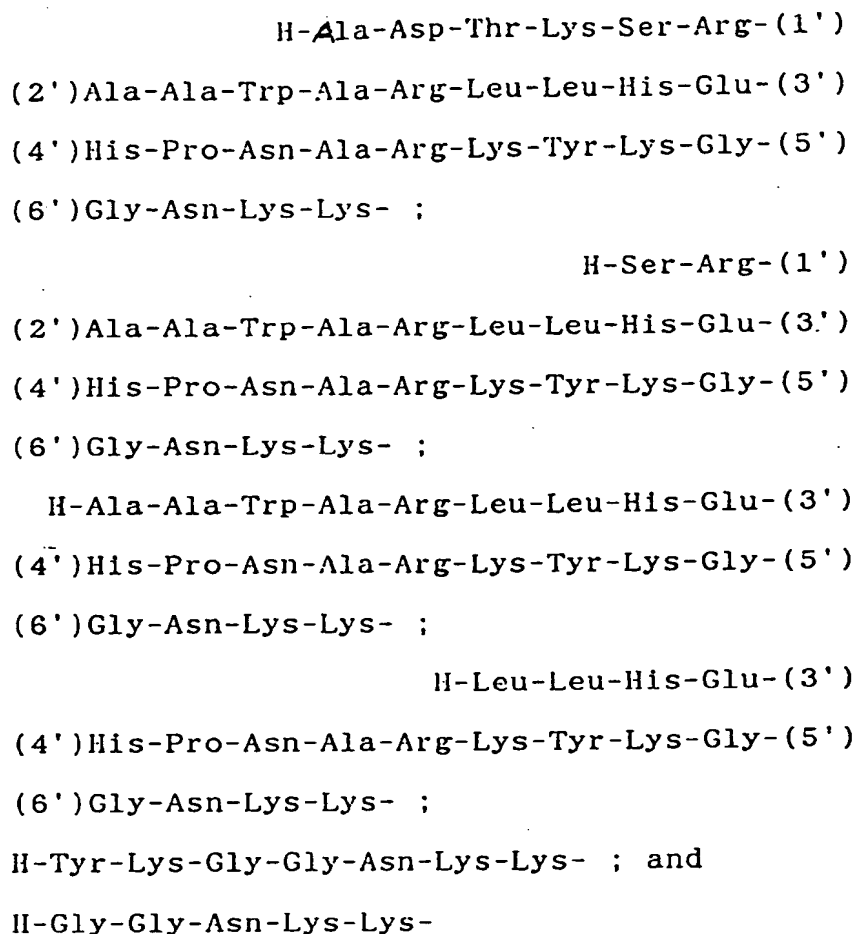 H-Ala-Asp-Thr-Lys-Ser-Arg-(1')
(2')Ala-Ala-Trp-Ala-Arg-Leu-Leu-His-Glu-(3')
(4')His-Pro-Asn-Ala-Arg-Lys-Tyr-Lys-Gly-(5')
(6')Gly-Asn-Lys-Lys- ;
H-Ser-Arg-(1')
(2')Ala-Ala-Trp-Ala-Arg-Leu-Leu-His-Glu-(3')
(4')His-Pro-Asn-Ala-Arg-Lys-Tyr-Lys-Gly-(5')
(6')Gly-Asn-Lys-Lys- ;
H-Ala-Ala-Trp-Ala-Arg-Leu-Leu-His-Glu-(3')
(4')His-Pro-Asn-Ala-Arg-Lys-Tyr-Lys-Gly-(5')
(6')Gly-Asn-Lys-Lys- ;
H-Leu-Leu-His-Glu-(3')
(4')His-Pro-Asn-Ala-Arg-Lys-Tyr-Lys-Gly-(5')
(6')Gly-Asn-Lys-Lys- ;
H-Tyr-Lys-Gly-Gly-Asn-Lys-Lys- ; and
H-Gly-Gly-Asn-Lys-Lys-